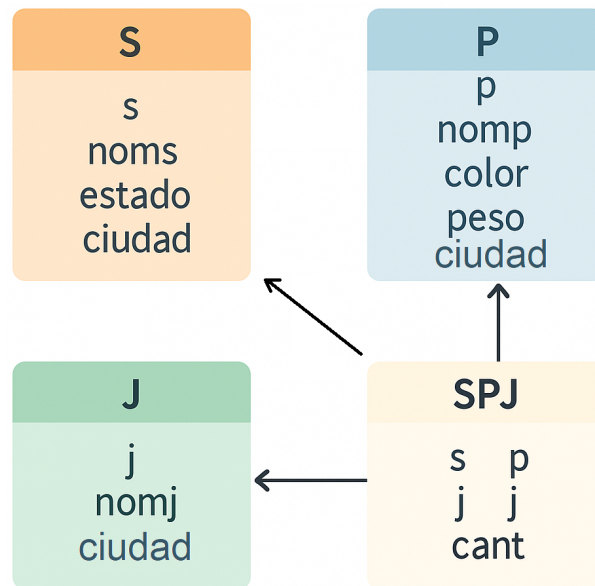 S
s
noms
estado
ciudad
P
p
nomp
color
peso
ciudad
J
j
nomj
ciudad
SPJ
s p
j j
cant